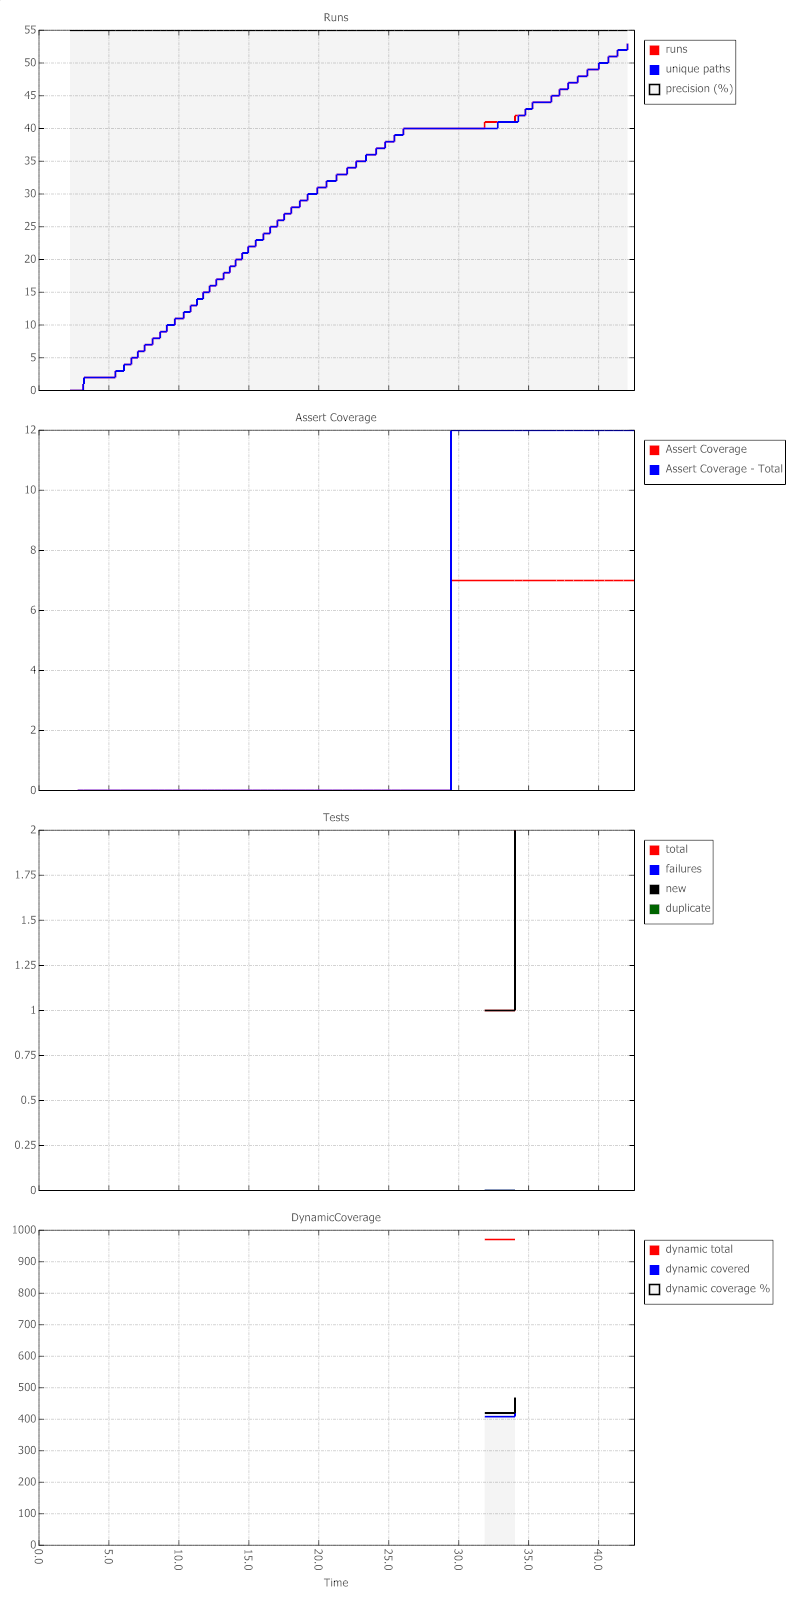 Runs
55
50
45
40
35
30
25
20
15
10
5
0
runs
unique paths
precision (%)
Assert Coverage
12
10
8
6
4
2
0
Assert Coverage
Assert Coverage - Total
Tests
2
1.75
1.5
1.25
1
0.75
0.5
0.25
0
total
failures
new
duplicate
DynamicCoverage
1000
900
800
700
600
500
400
300
200
100
0
dynamic total
dynamic covered
dynamic coverage %
0.0 5.0 10.0 15.0 20.0 25.0 30.0 35.0 40.0
Time